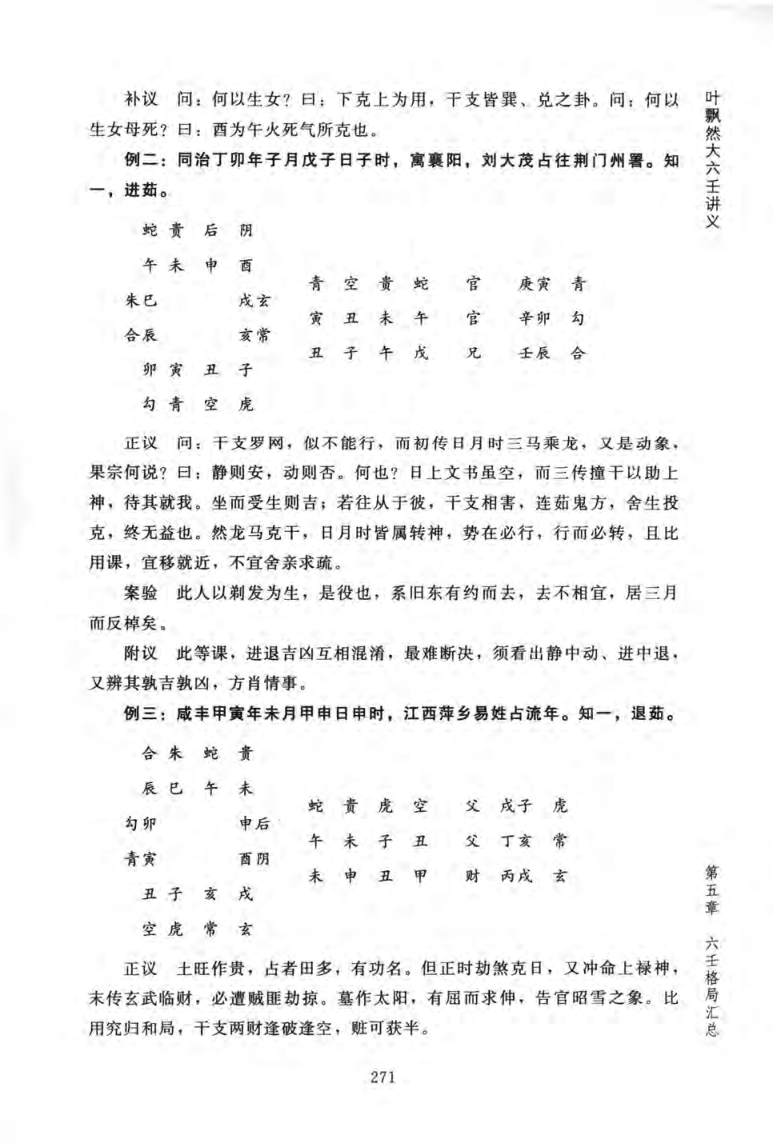 补议 问：何以生女？曰：下克上为用，干支皆巽、兑之卦。问：何以
生女母死？曰：酉为午火死气所克也。
例二：同治丁卯年子月戊子日子时，寓襄阳，刘大茂占往荆门州署。知
一，进茹。
蛇 贵 后 阴
午 未 申 酉
朱巳 戌玄
合辰 亥常
卯 寅 丑 子
勾 青 空 虎
青 空 贵 蛇 官 庚寅 青
寅 丑 未 午 官 辛卯 勾
丑 子 午 戊 兄 壬辰 合
正议 问：干支罗网，似不能行，而初传日月时三马乘龙，又是动象，
果宗何说？曰：静则安，动则否。何也？日上文书虽空，而三传撞干以助上
神，待其就我。坐而受生则吉；若往从于彼，干支相害，连茹鬼方，舍生投
克，终无益也。然龙马克干，日月时皆属转神，势在必行，行而必转，且比
用课，宜移就近，不宜舍亲求疏。
案验 此人以剃发为生，是役也，系旧东有约而去，去不相宜，居三月
而反棹矣。
附议 此等课，进退吉凶互相混淆，最难断决，须看出静中动、进中退，
又辨其孰吉孰凶，方肖情事。
例三：咸丰甲寅年未月甲申日申时，江西萍乡易姓占流年。知一，退茹。
合 朱 蛇 贵
辰 巳 午 未
勾卯 申后
青寅 酉阴
丑 子 亥 戌
空 虎 常 玄
蛇 贵 虎 空 父 戊子 虎
午 未 子 丑 父 丁亥 常
未 申 丑 甲 财 丙戌 玄
正议 土旺作贵，占者田多，有功名。但正时劫煞克日，又冲命上禄神，
末传玄武临财，必遭贼匪劫掠。墓作太阳，有屈而求伸，告官昭雪之象。比
用究归和局，干支两财逢破逢空，赃可获半。
叶飘然大六壬讲义
第五章 六壬格局汇总
271